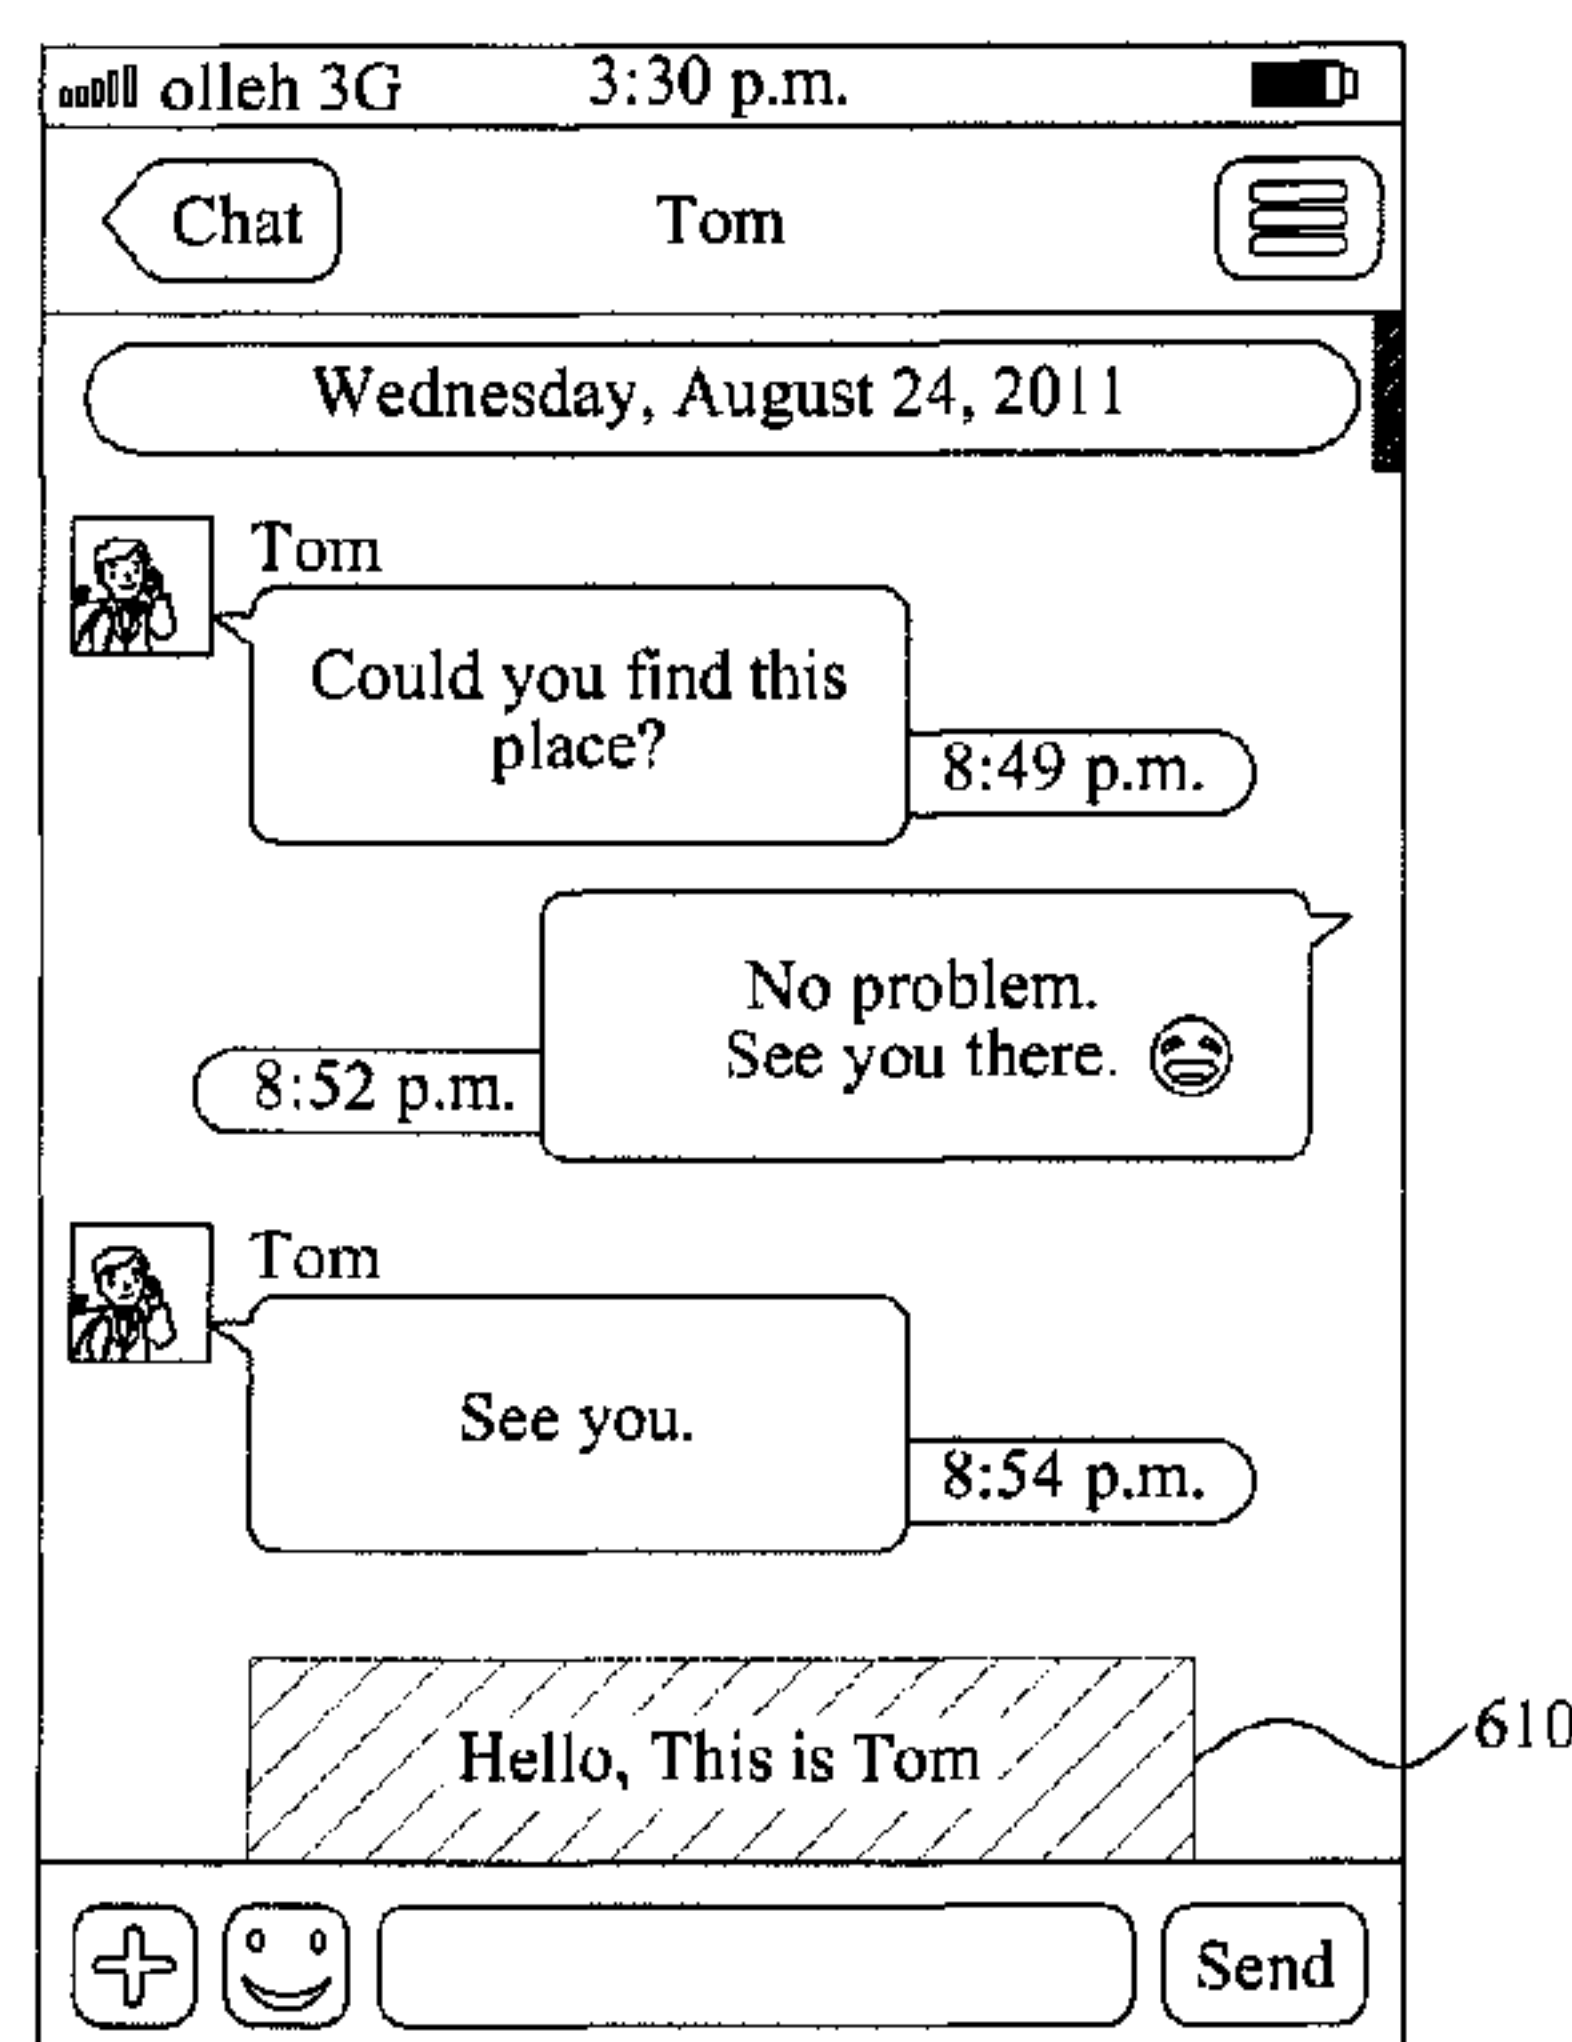 olleh 3G 3:30 p.m.
Chat Tom
Wednesday, August 24, 2011
Tom
Could you find this
place?
8:49 p.m.
No problem.
See you there.
8:52 p.m.
Tom
See you.
8:54 p.m.
Hello, This is Tom
610
Send